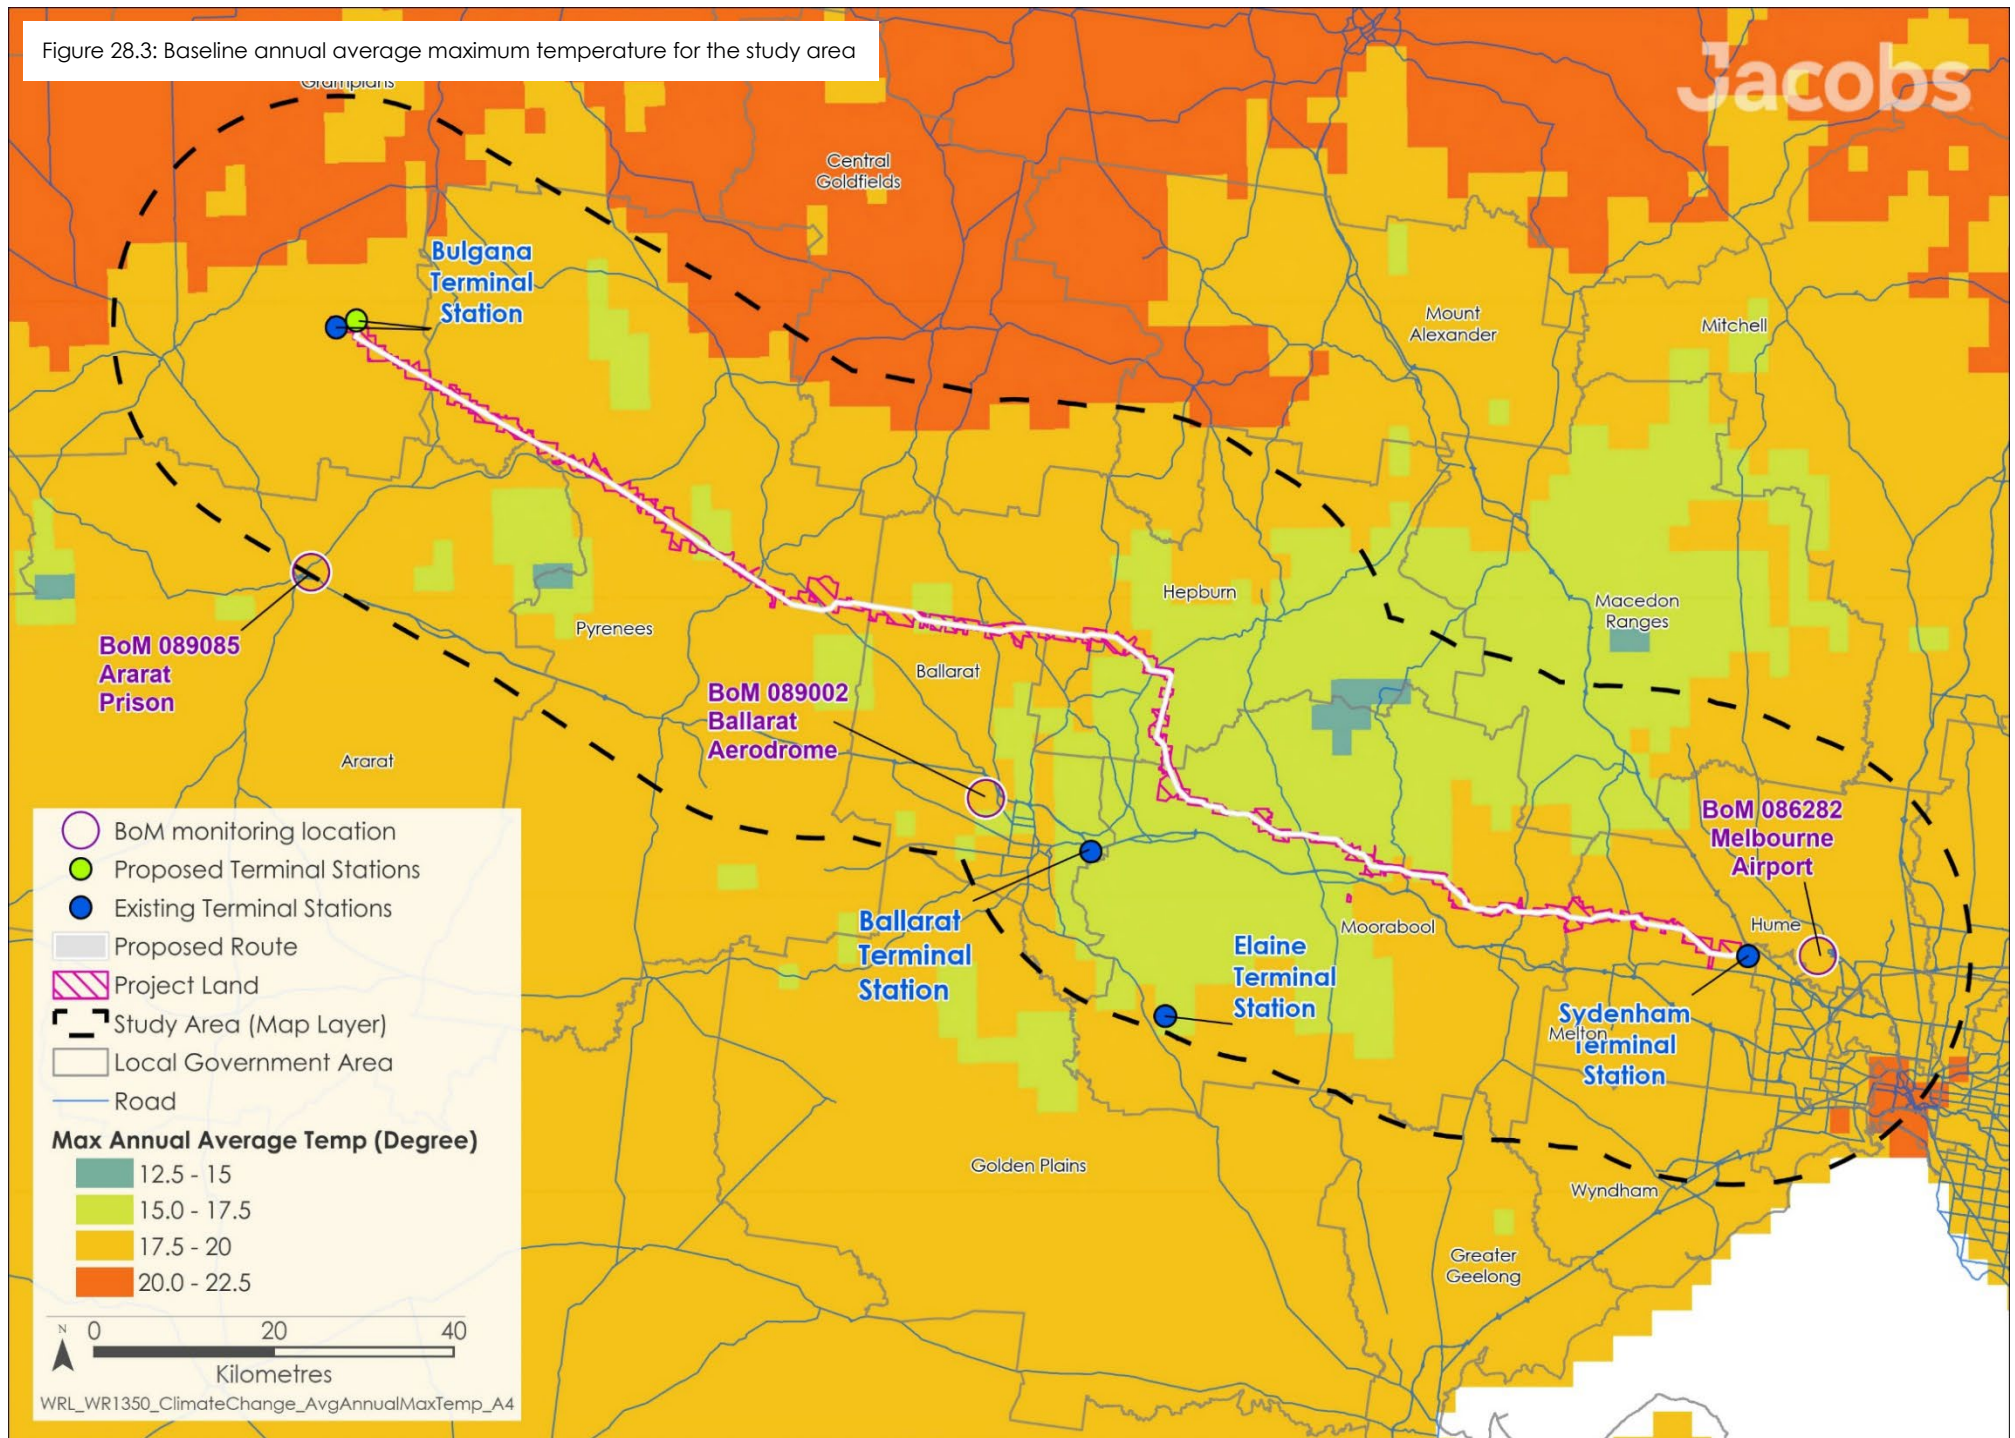 Figure 28.3: Baseline annual average maximum temperature for the study area
Jacobs
Grampians
Central
Goldfields
Bulgana
Terminal
Station
Mount
Alexander
Mitchell
Hepburn
Macedon
Ranges
Pyrenees
BoM 089085
Ararat
Prison
Ballarat
BoM 089002
Ballarat
Aerodrome
Ararat
BoM 086282
Melbourne
Airport
Ballarat
Terminal
Station
Moorabool
Hume
Elaine
Terminal
Station
Sydenham
Terminal
Station
Melton
Golden Plains
Wyndham
Greater
Geelong
BoM monitoring location
Proposed Terminal Stations
Existing Terminal Stations
Proposed Route
Project Land
Study Area (Map Layer)
Local Government Area
Road
Max Annual Average Temp (Degree)
12.5 - 15
15.0 - 17.5
17.5 - 20
20.0 - 22.5
N
0 20 40
Kilometres
WRL_WR1350_ClimateChange_AvgAnnualMaxTemp_A4